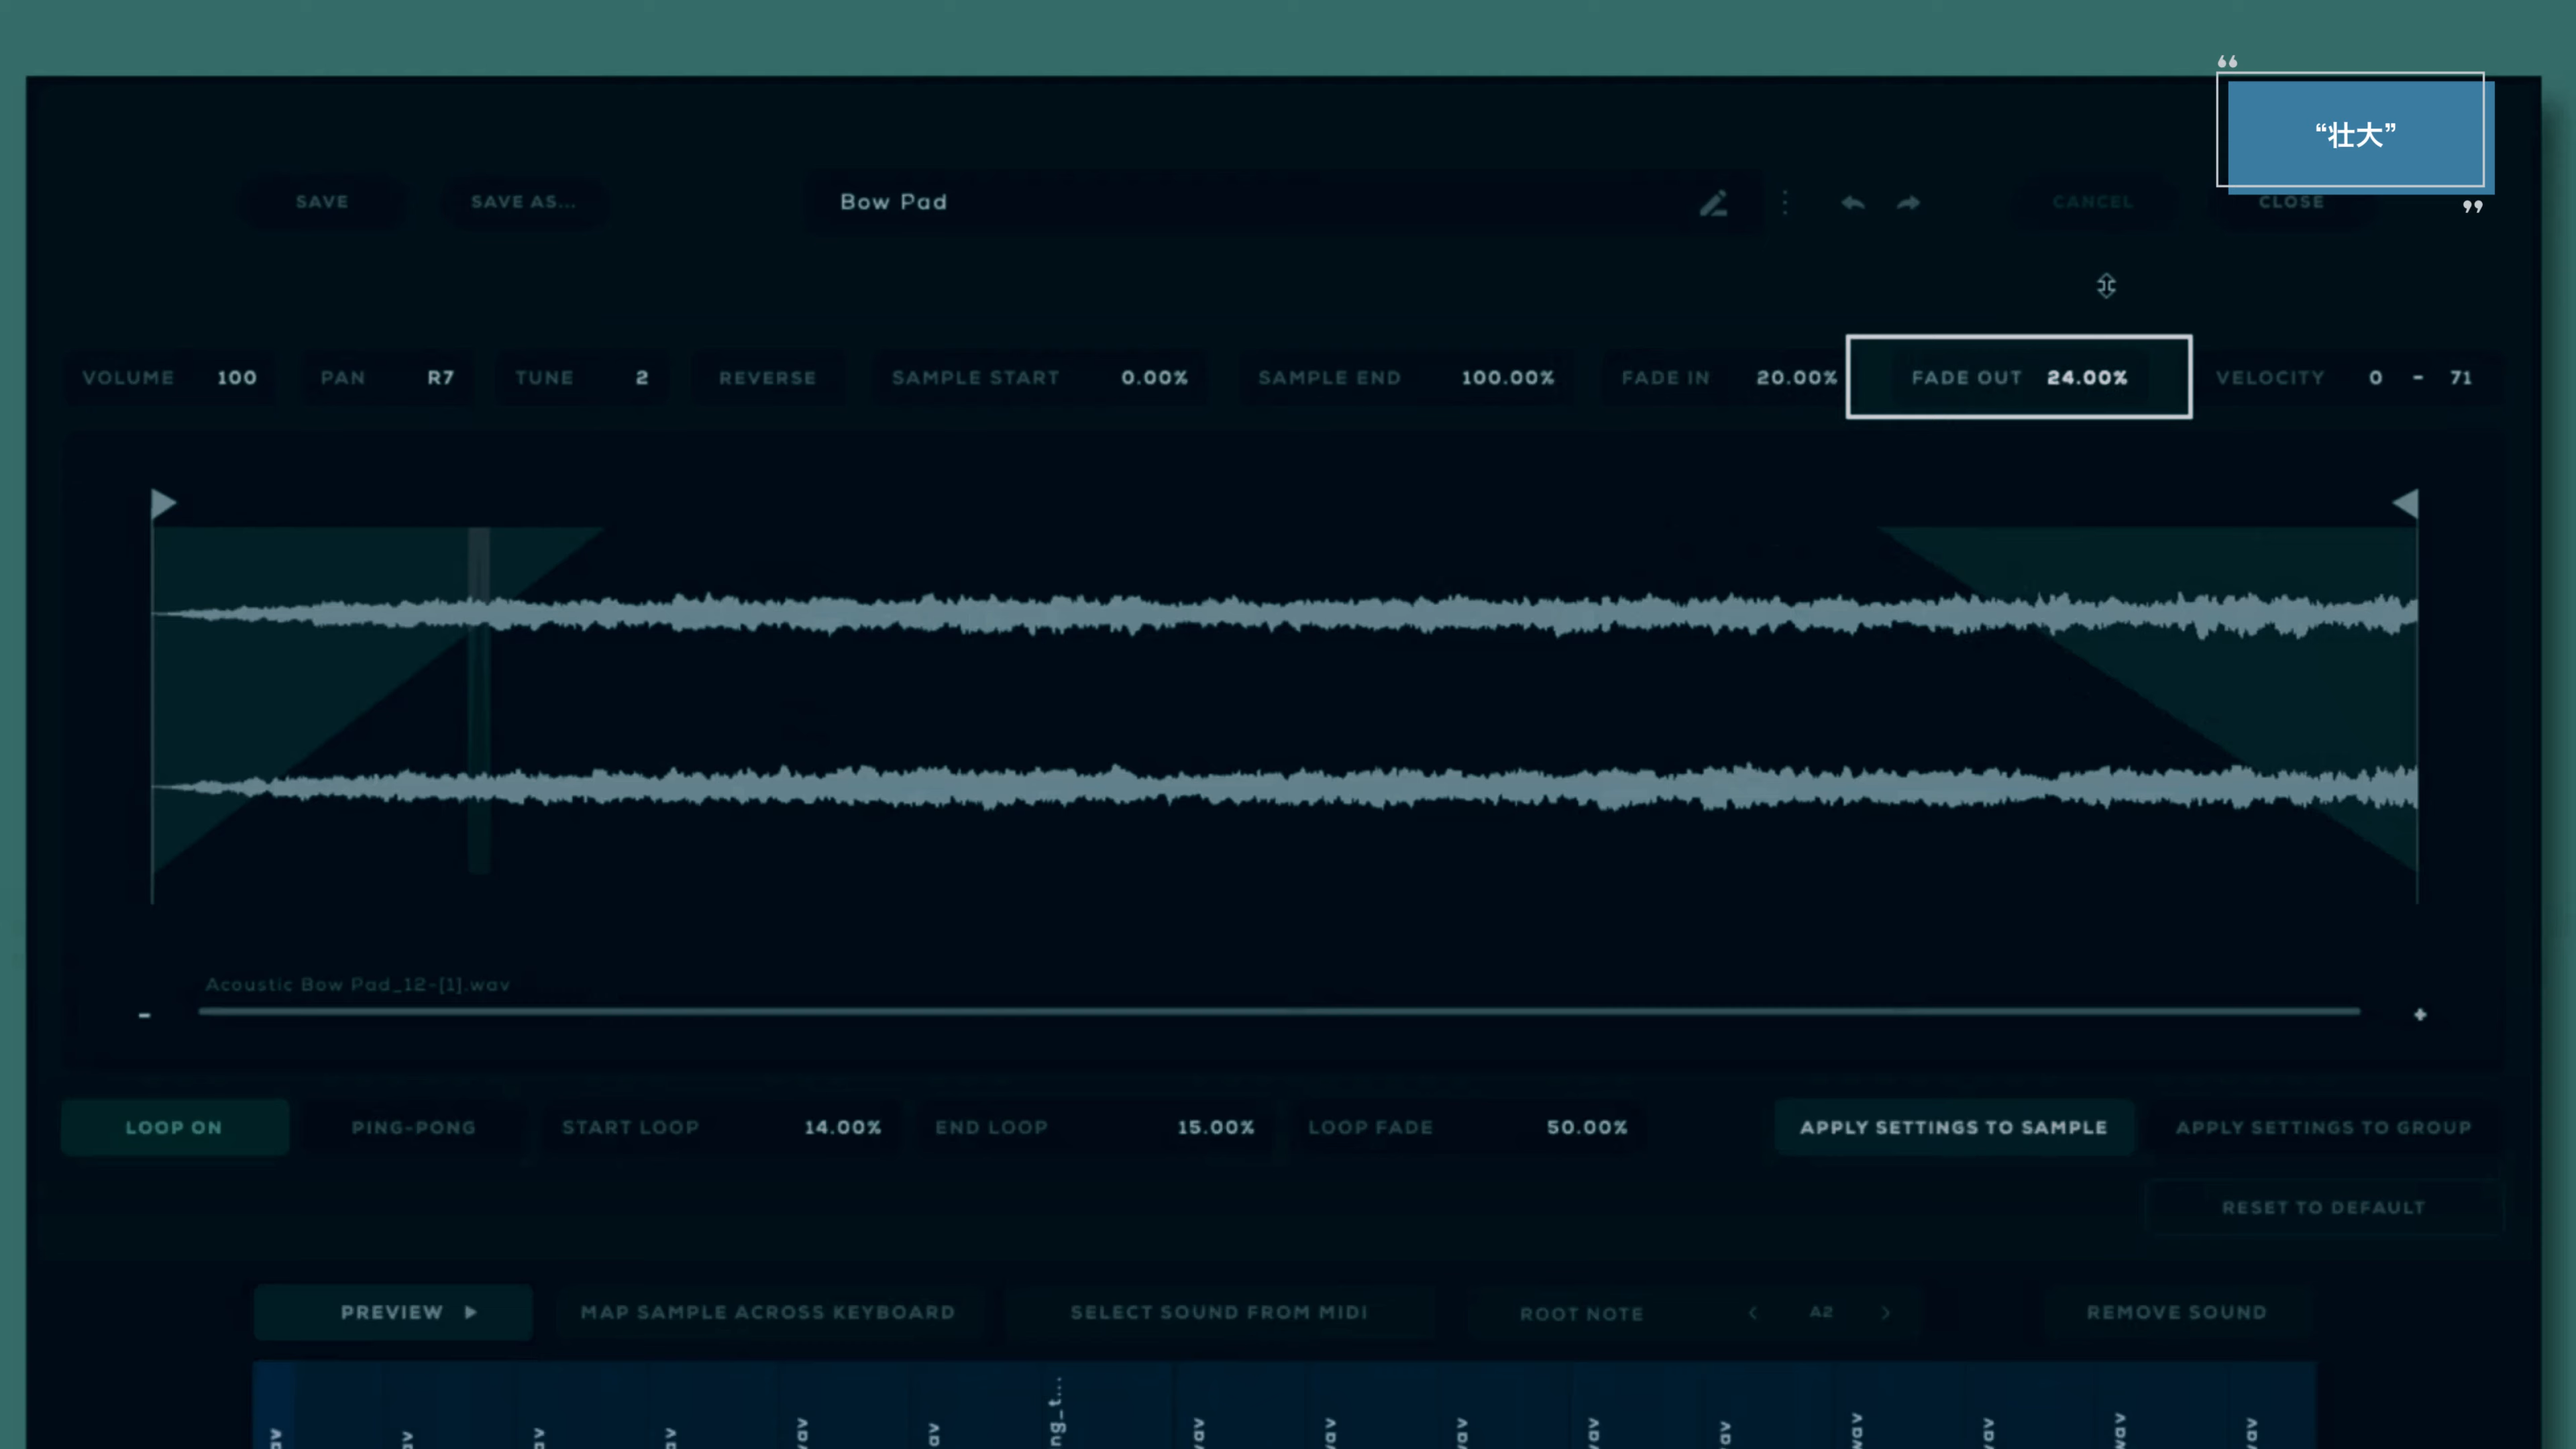 “壮大”
SAVE SAVE AS... Bow Pad CANCEL CLOSE
VOLUME 100 PAN R7 TUNE 2 REVERSE SAMPLE START 0.00% SAMPLE END 100.00% FADE IN 20.00% FADE OUT 24.00% VELOCITY 0 - 71
Acoustic Bow Pad_12-[1].wav
- +
LOOP ON PING-PONG START LOOP 14.00% END LOOP 15.00% LOOP FADE 50.00% APPLY SETTINGS TO SAMPLE APPLY SETTINGS TO GROUP
RESET TO DEFAULT
PREVIEW MAP SAMPLE ACROSS KEYBOARD SELECT SOUND FROM MIDI ROOT NOTE < A2 > REMOVE SOUND